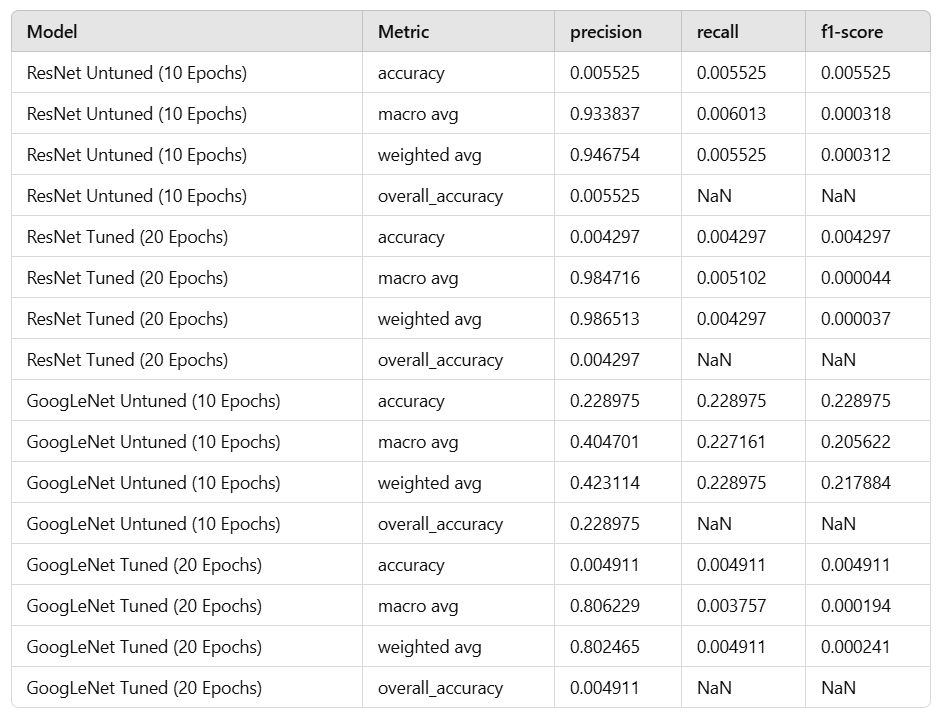 Model Metric precision recall f1-score
ResNet Untuned (10 Epochs) accuracy 0.005525 0.005525 0.005525
ResNet Untuned (10 Epochs) macro avg 0.933837 0.006013 0.000318
ResNet Untuned (10 Epochs) weighted avg 0.946754 0.005525 0.000312
ResNet Untuned (10 Epochs) overall_accuracy 0.005525 NaN NaN
ResNet Tuned (20 Epochs) accuracy 0.004297 0.004297 0.004297
ResNet Tuned (20 Epochs) macro avg 0.984716 0.005102 0.000044
ResNet Tuned (20 Epochs) weighted avg 0.986513 0.004297 0.000037
ResNet Tuned (20 Epochs) overall_accuracy 0.004297 NaN NaN
GoogLeNet Untuned (10 Epochs) accuracy 0.228975 0.228975 0.228975
GoogLeNet Untuned (10 Epochs) macro avg 0.404701 0.227161 0.205622
GoogLeNet Untuned (10 Epochs) weighted avg 0.423114 0.228975 0.217884
GoogLeNet Untuned (10 Epochs) overall_accuracy 0.228975 NaN NaN
GoogLeNet Tuned (20 Epochs) accuracy 0.004911 0.004911 0.004911
GoogLeNet Tuned (20 Epochs) macro avg 0.806229 0.003757 0.000194
GoogLeNet Tuned (20 Epochs) weighted avg 0.802465 0.004911 0.000241
GoogLeNet Tuned (20 Epochs) overall_accuracy 0.004911 NaN NaN